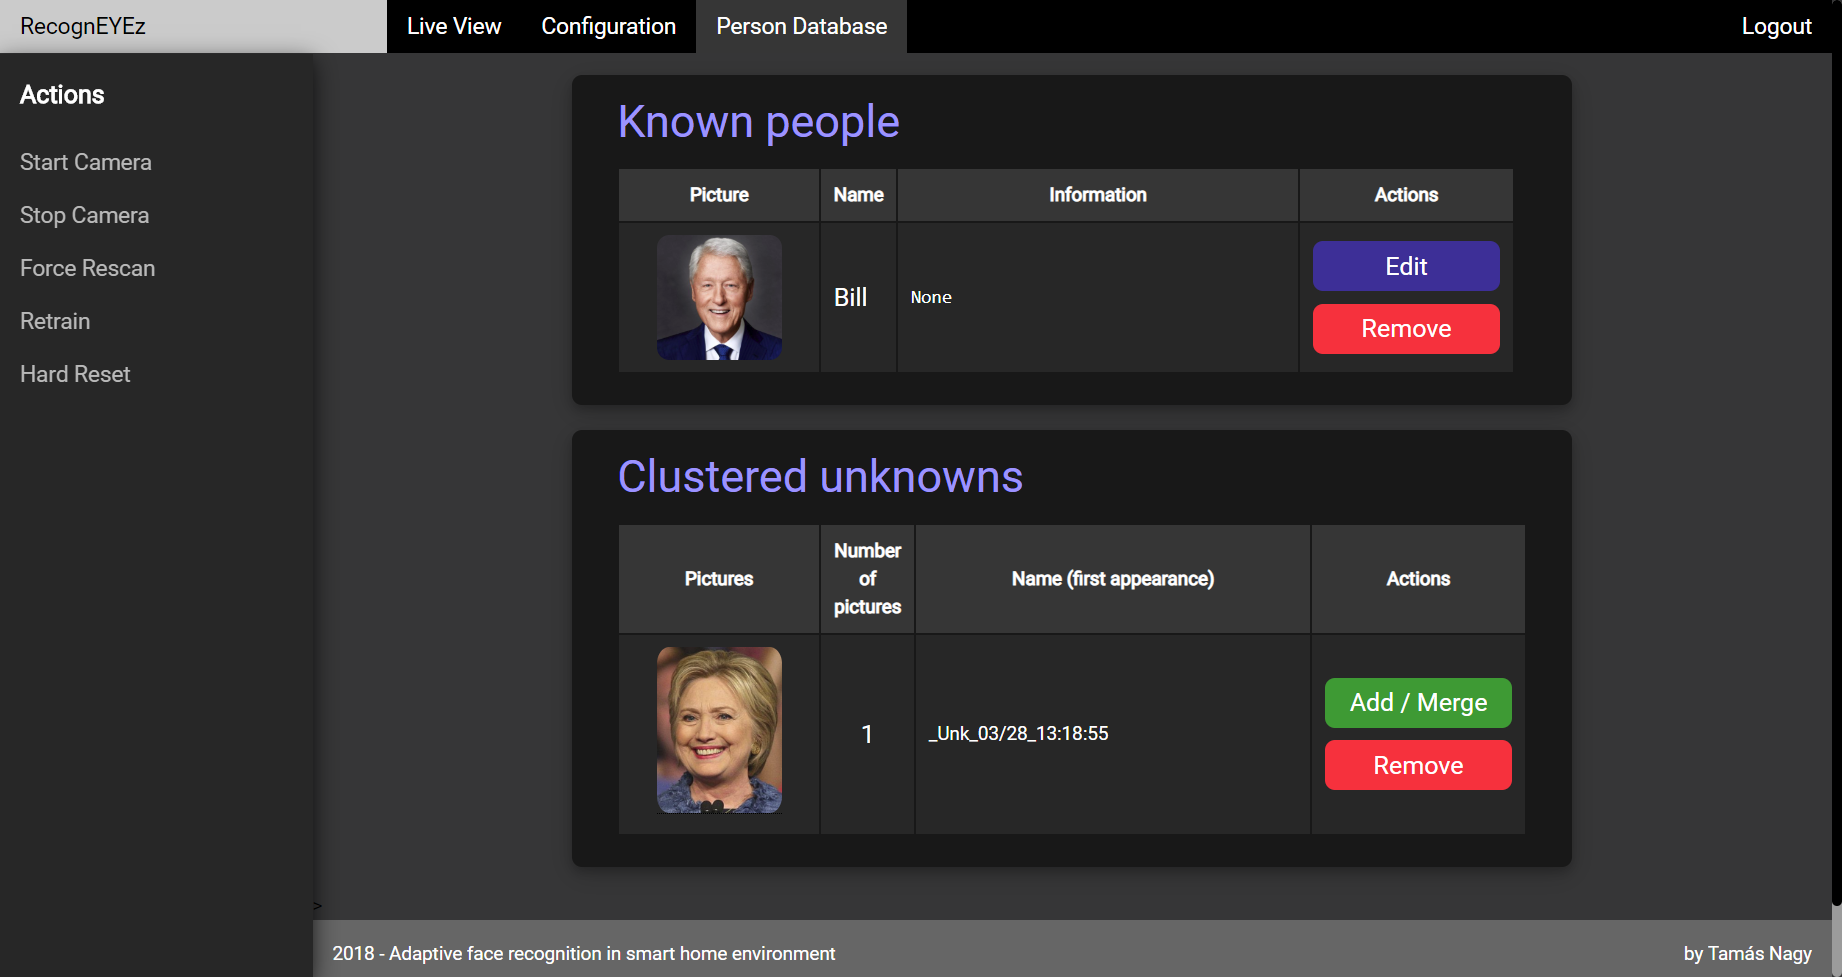 RecognEYEz
Live View
Configuration
Person Database
Logout
Actions
Start Camera
Stop Camera
Force Rescan
Retrain
Hard Reset
Known people
Picture
Name
Information
Actions
Bill
None
Edit
Remove
Clustered unknowns
Pictures
Number
of
pictures
Name (first appearance)
Actions
1
_Unk_03/28_13:18:55
Add / Merge
Remove
>
2018 - Adaptive face recognition in smart home environment
by Tamás Nagy